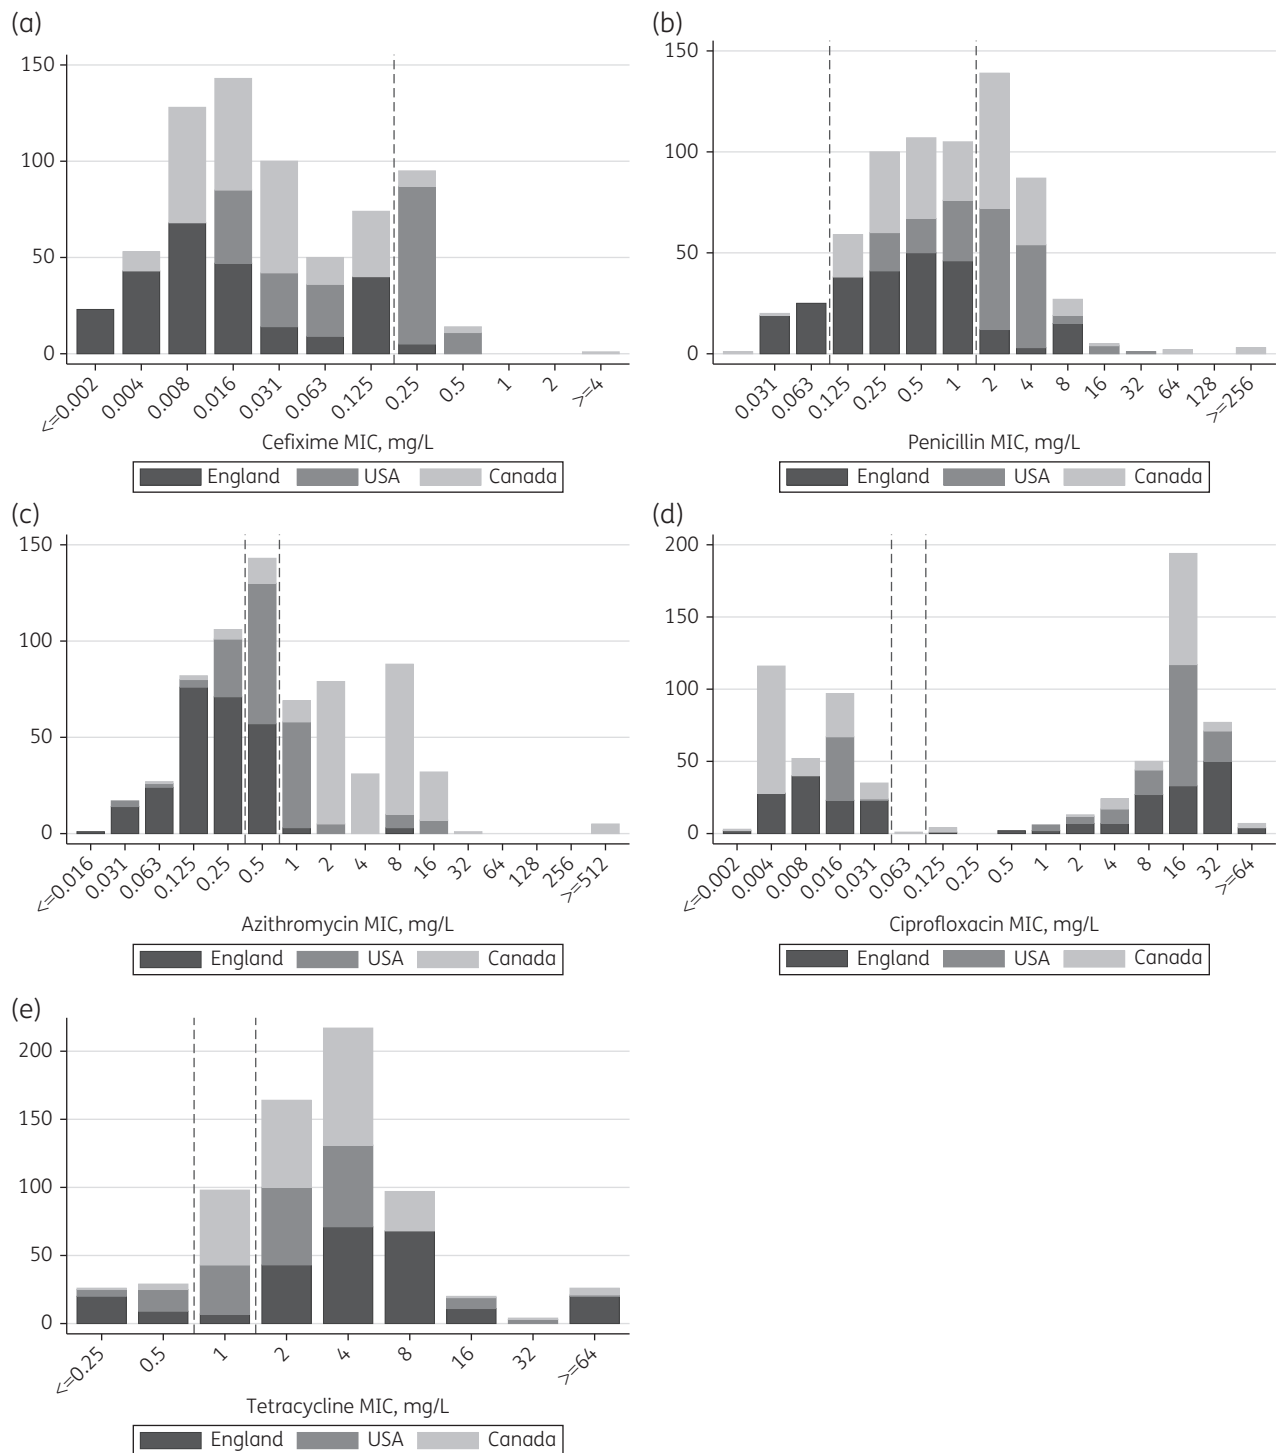 (a)
150
100
50
0
<=0.002 0.004 0.008 0.016 0.031 0.063 0.125 0.25 0.5 1 2 >=4
Cefixime MIC, mg/L
England USA Canada
(b)
150
100
50
0
0.031 0.063 0.125 0.25 0.5 1 2 4 8 16 32 64 128 >=256
Penicillin MIC, mg/L
England USA Canada
(c)
150
100
50
0
<=0.016 0.031 0.063 0.125 0.25 0.5 1 2 4 8 16 32 64 128 256 >=512
Azithromycin MIC, mg/L
England USA Canada
(d)
200
150
100
50
0
<=0.002 0.004 0.008 0.016 0.031 0.063 0.125 0.25 0.5 1 2 4 8 16 32 >=64
Ciprofloxacin MIC, mg/L
England USA Canada
(e)
200
150
100
50
0
<=0.25 0.5 1 2 4 8 16 32 >=64
Tetracycline MIC, mg/L
England USA Canada